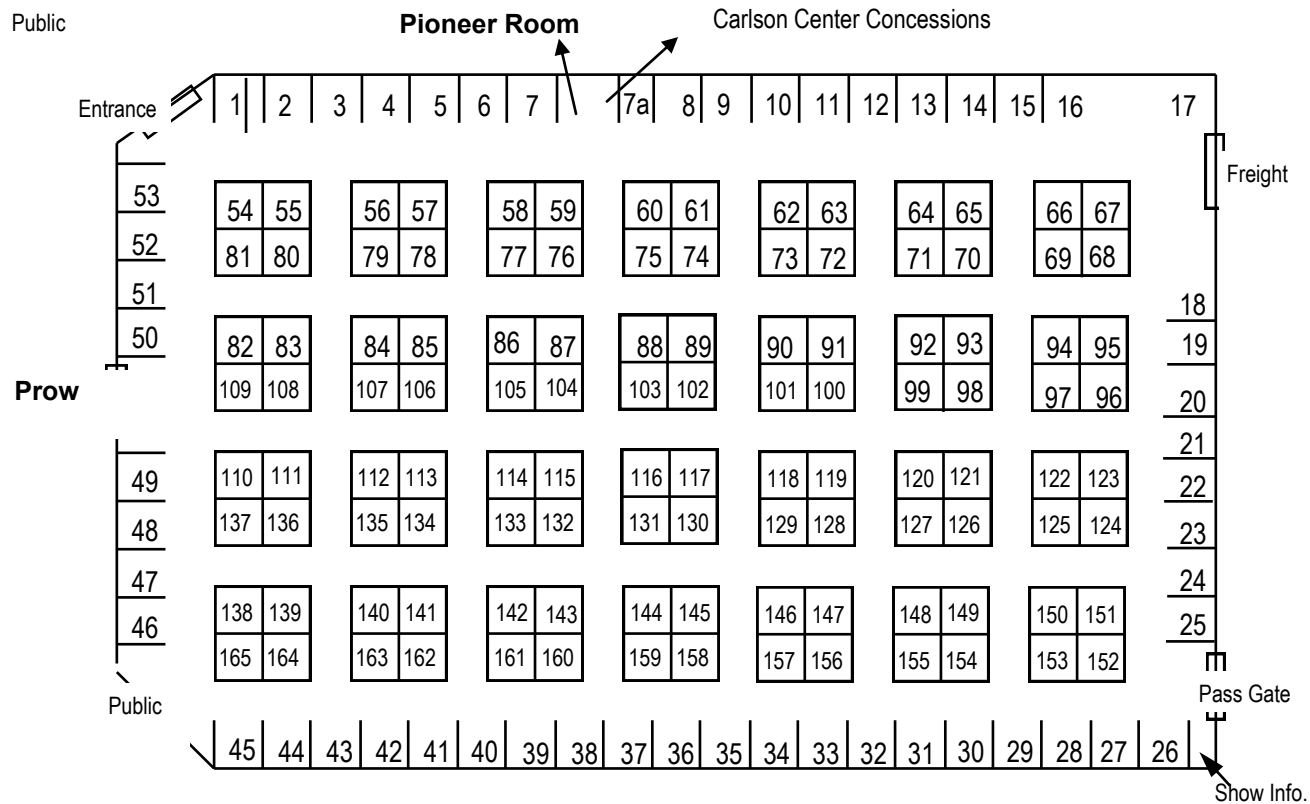 Public
Pioneer Room
Carlson Center Concessions
Entrance
1 2 3 4 5 6 7 7a 8 9 10 11 12 13 14 15 16 17
Freight
53
54 55 56 57 58 59 60 61 62 63 64 65 66 67
52
81 80 79 78 77 76 75 74 73 72 71 70 69 68
51
18
50
82 83 84 85 86 87 88 89 90 91 92 93 94 95
19
Prow
109 108 107 106 105 104 103 102 101 100 99 98 97 96
20
21
49
110 111 112 113 114 115 116 117 118 119 120 121 122 123
22
48
137 136 135 134 133 132 131 130 129 128 127 126 125 124
23
47
24
46
138 139 140 141 142 143 144 145 146 147 148 149 150 151
25
165 164 163 162 161 160 159 158 157 156 155 154 153 152
Public
Pass Gate
45 44 43 42 41 40 39 38 37 36 35 34 33 32 31 30 29 28 27 26
Show Info.